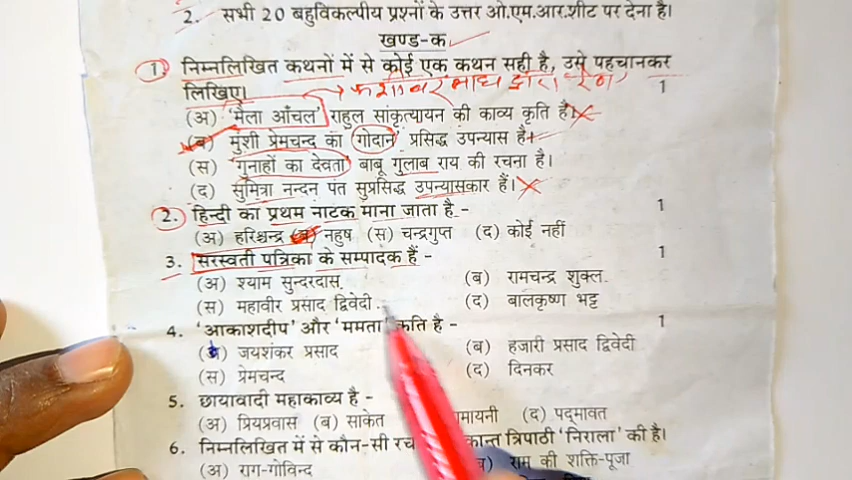 2. सभी 20 बहुविकल्पीय प्रश्नों के उत्तर ओ.एम.आर.शीट पर देना है।
खण्ड-क
1. निम्नलिखित कथनों में से कोई एक कथन सही है, उसे पहचानकर
लिखिए। 1
(अ) 'मैला आँचल' राहुल सांकृत्यायन की काव्य कृति है।
(ब) मुंशी प्रेमचन्द का 'गोदान' प्रसिद्ध उपन्यास है।
(स) 'गुनाहों का देवता' बाबू गुलाब राय की रचना है।
(द) सुमित्रा नन्दन पंत सुप्रसिद्ध उपन्यासकार हैं।
2. हिन्दी का प्रथम नाटक माना जाता है - 1
(अ) हरिश्चन्द्र (ब) नहुष (स) चन्द्रगुप्त (द) कोई नहीं
3. सरस्वती पत्रिका के सम्पादक हैं - 1
(अ) श्याम सुन्दरदास (ब) रामचन्द्र शुक्ल
(स) महावीर प्रसाद द्विवेदी (द) बालकृष्ण भट्ट
4. 'आकाशदीप' और 'ममता' कृति है - 1
(अ) जयशंकर प्रसाद (ब) हजारी प्रसाद द्विवेदी
(स) प्रेमचन्द (द) दिनकर
5. छायावादी महाकाव्य है -
(अ) प्रियप्रवास (ब) साकेत मायनी (द) पद्मावत
6. निम्नलिखित में से कौन-सी रच कान्त त्रिपाठी 'निराला' की है।
(अ) राग-गोविन्द ब) राम की शक्ति-पूजा